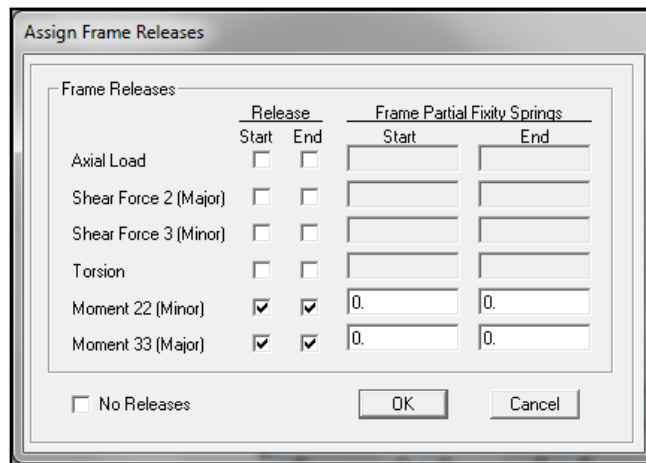 Assign Frame Releases
Frame Releases
Release Frame Partial Fixity Springs
Start End Start End
Axial Load
Shear Force 2 (Major)
Shear Force 3 (Minor)
Torsion
Moment 22 (Minor) 0. 0.
Moment 33 (Major) 0. 0.
No Releases OK Cancel